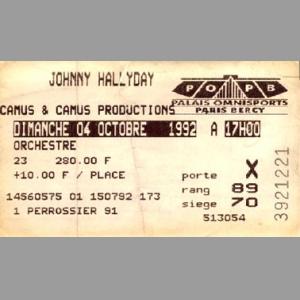 JOHNNY HALLYDAY
POPB
PALAIS OMNISPORTS
PARIS BERCY
CAMUS & CAMUS PRODUCTIONS
DIMANCHE 04 OCTOBRE 1992 A 17H00
ORCHESTRE
23 280.00 F
+10.00 F / PLACE
porte X
rang 89
siege 70
14560575 01 150792 173
1 PERROSSIER 91
513054
3921221